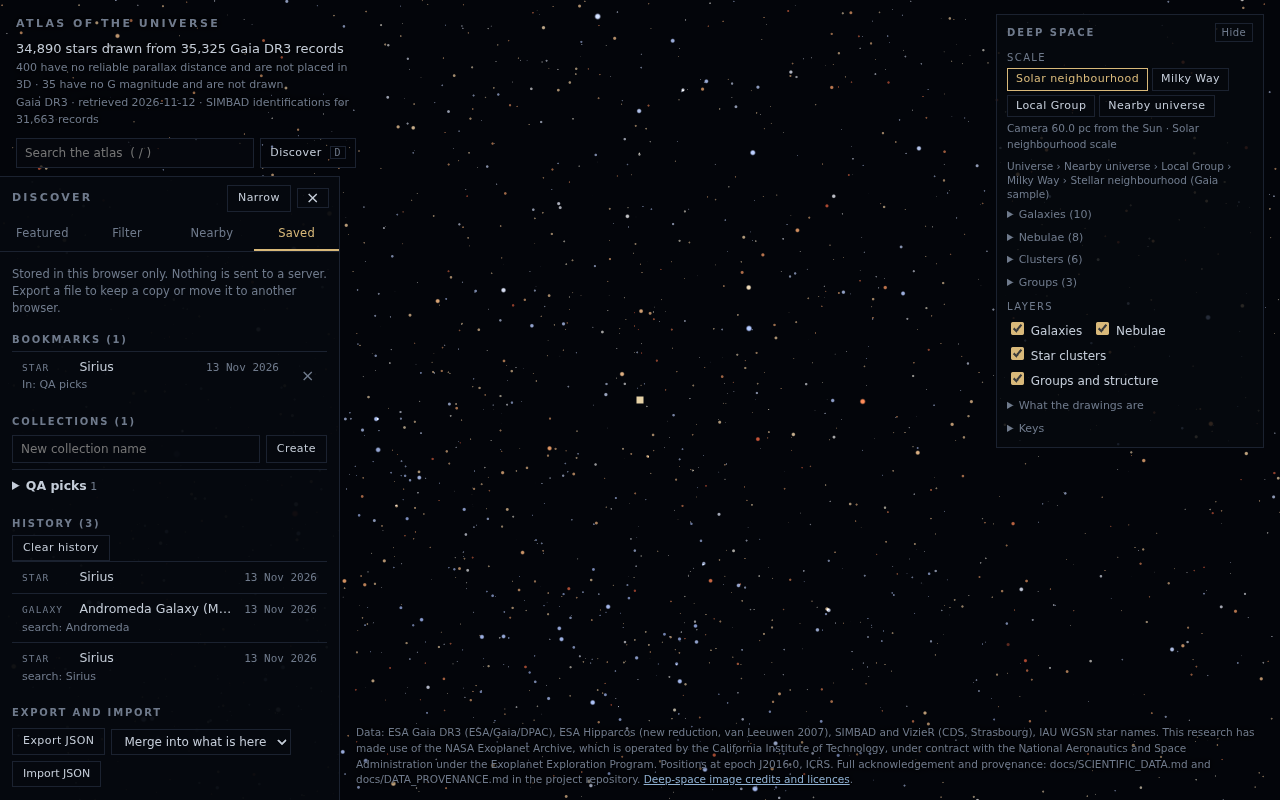 ATLAS OF THE UNIVERSE
34,890 stars drawn from 35,325 Gaia DR3 records
400 have no reliable parallax distance and are not placed in
3D · 35 have no G magnitude and are not drawn.
Gaia DR3 · retrieved 2026-11-12 · SIMBAD identifications for
31,663 records
Search the atlas ( / )
Discover D
DISCOVER
Narrow
✕
Featured
Filter
Nearby
Saved
Stored in this browser only. Nothing is sent to a server.
Export a file to keep a copy or move it to another
browser.
BOOKMARKS (1)
STAR Sirius 13 Nov 2026
In: QA picks
✕
COLLECTIONS (1)
New collection name
Create
▶ QA picks 1
HISTORY (3)
Clear history
STAR Sirius 13 Nov 2026
GALAXY Andromeda Galaxy (M… 13 Nov 2026
search: Andromeda
STAR Sirius 13 Nov 2026
search: Sirius
EXPORT AND IMPORT
Export JSON
Merge into what is here
Import JSON
DEEP SPACE
Hide
SCALE
Solar neighbourhood
Milky Way
Local Group
Nearby universe
Camera 60.0 pc from the Sun · Solar
neighbourhood scale
Universe › Nearby universe › Local Group ›
Milky Way › Stellar neighbourhood (Gaia
sample)
▶ Galaxies (10)
▶ Nebulae (8)
▶ Clusters (6)
▶ Groups (3)
LAYERS
Galaxies
Nebulae
Star clusters
Groups and structure
▶ What the drawings are
▶ Keys
Data: ESA Gaia DR3 (ESA/Gaia/DPAC), ESA Hipparcos (new reduction, van Leeuwen 2007), SIMBAD and VizieR (CDS, Strasbourg), IAU WGSN star names. This research has
made use of the NASA Exoplanet Archive, which is operated by the California Institute of Technology, under contract with the National Aeronautics and Space
Administration under the Exoplanet Exploration Program. Positions at epoch J2016.0, ICRS. Full acknowledgement and provenance: docs/SCIENTIFIC_DATA.md and
docs/DATA_PROVENANCE.md in the project repository. Deep-space image credits and licences.